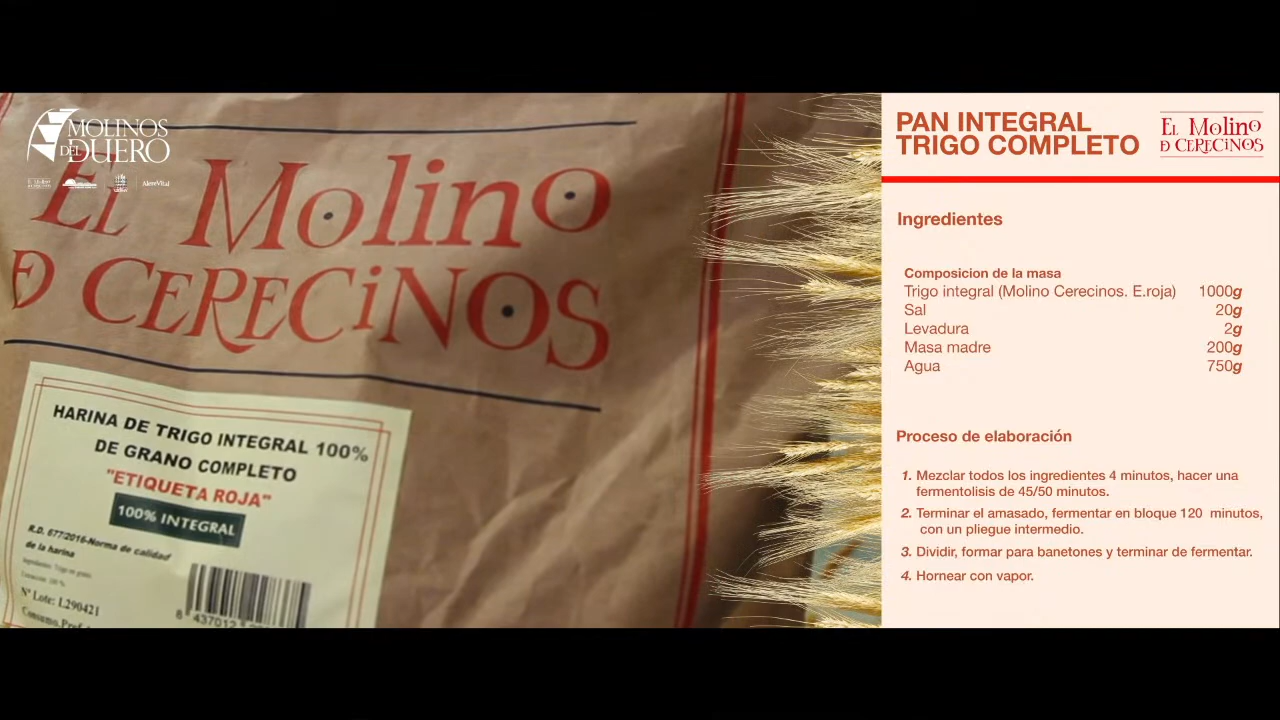 MOLINOS
DEL DUERO
AlereVital
EL MOLINO
D CERECINOS
HARINA DE TRIGO INTEGRAL 100%
DE GRANO COMPLETO
"ETIQUETA ROJA"
100% INTEGRAL
R.D. 677/2016-Norma de calidad
de la harina
Nº Lote: L290421
8 437012
PAN INTEGRAL
TRIGO COMPLETO
EL MOLINO
D CERECINOS
Ingredientes
Composicion de la masa
Trigo integral (Molino Cerecinos. E.roja) 1000g
Sal 20g
Levadura 2g
Masa madre 200g
Agua 750g
Proceso de elaboración
1. Mezclar todos los ingredientes 4 minutos, hacer una
fermentolisis de 45/50 minutos.
2. Terminar el amasado, fermentar en bloque 120 minutos,
con un pliegue intermedio.
3. Dividir, formar para banetones y terminar de fermentar.
4. Hornear con vapor.